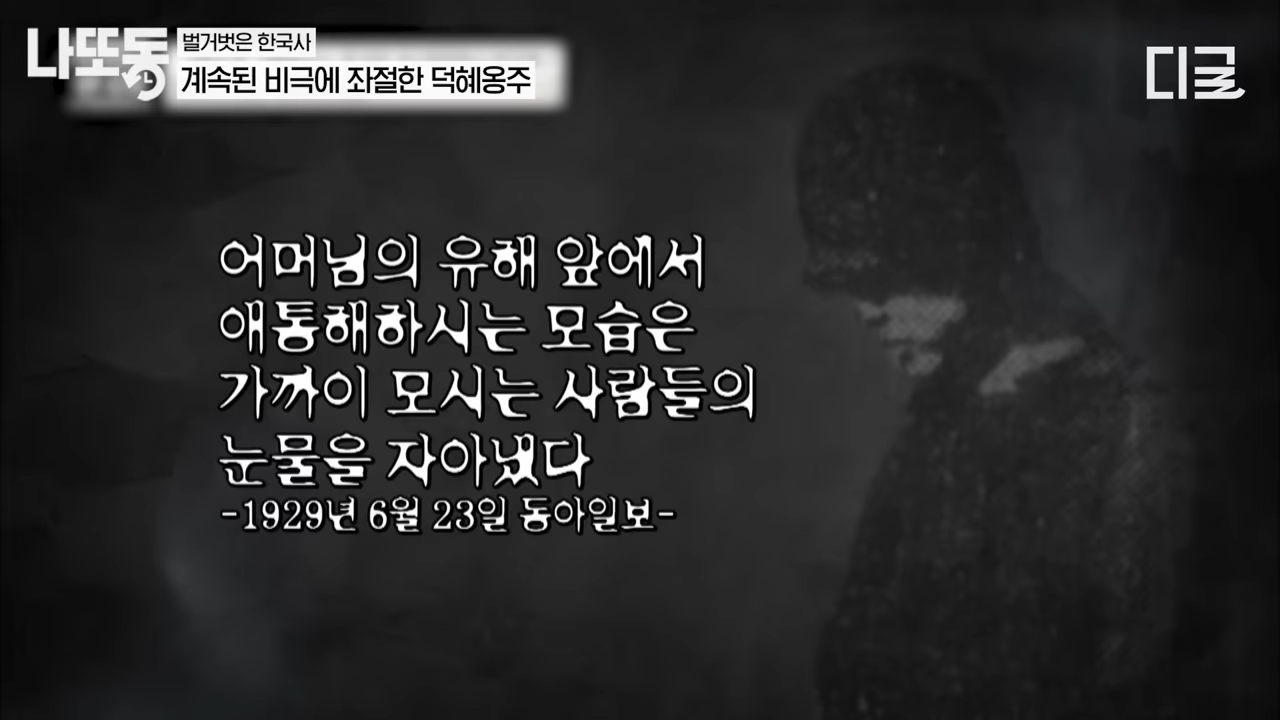 나또동
벌거벗은 한국사
계속된 비극에 좌절한 덕혜옹주
디글
어머님의 유해 앞에서
애통해하시는 모습은
가까이 모시는 사람들의
눈물을 자아냈다
-1929년 6월 23일 동아일보-